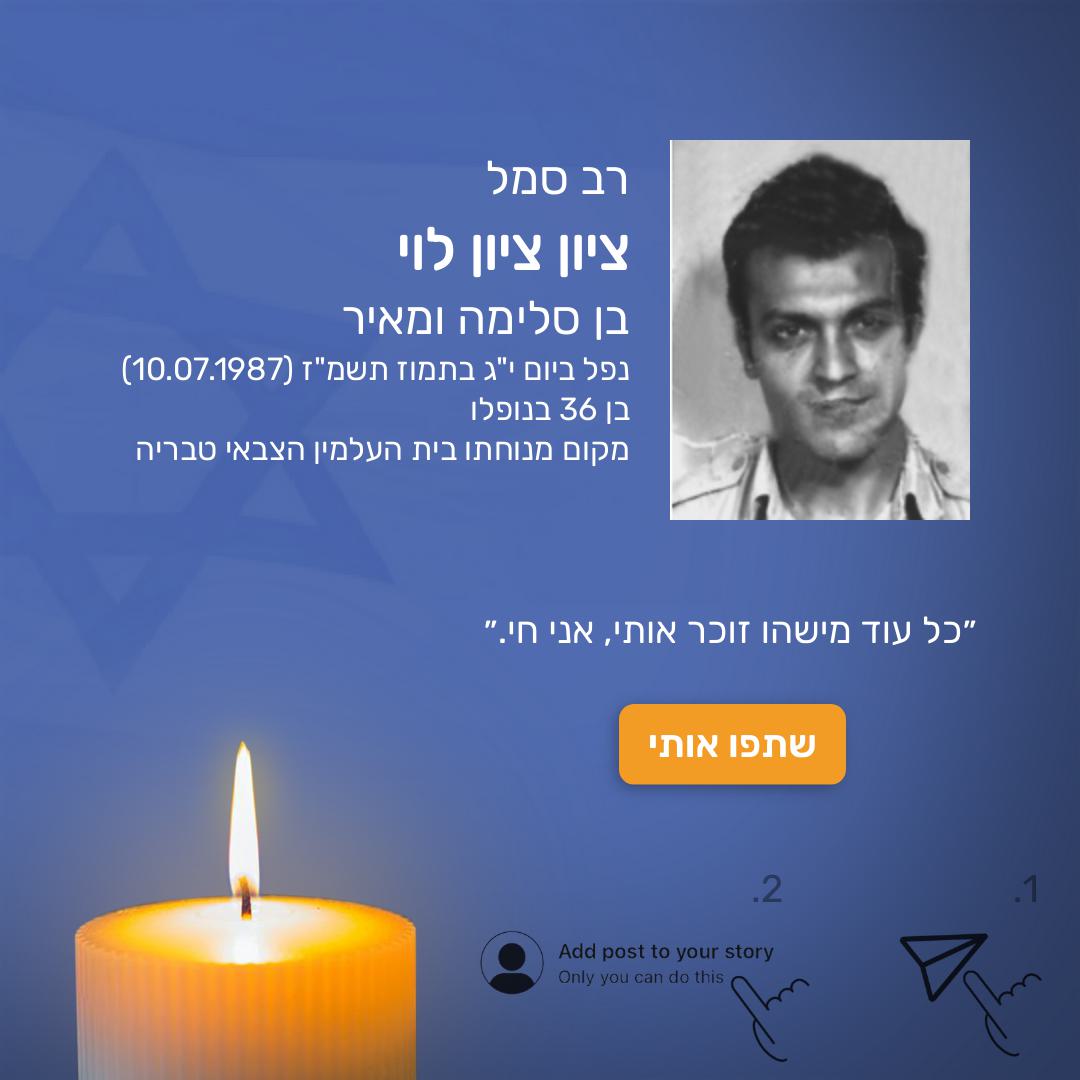 רב סמל
ציון ציון לוי
בן סלימה ומאיר
נפל ביום י"ג בתמוז תשמ"ז (10.07.1987)
בן 36 בנופלו
מקום מנוחתו בית העלמין הצבאי טבריה
״כל עוד מישהו זוכר אותי, אני חי.״
שתפו אותי
1.
2.
Add post to your story
Only you can do this